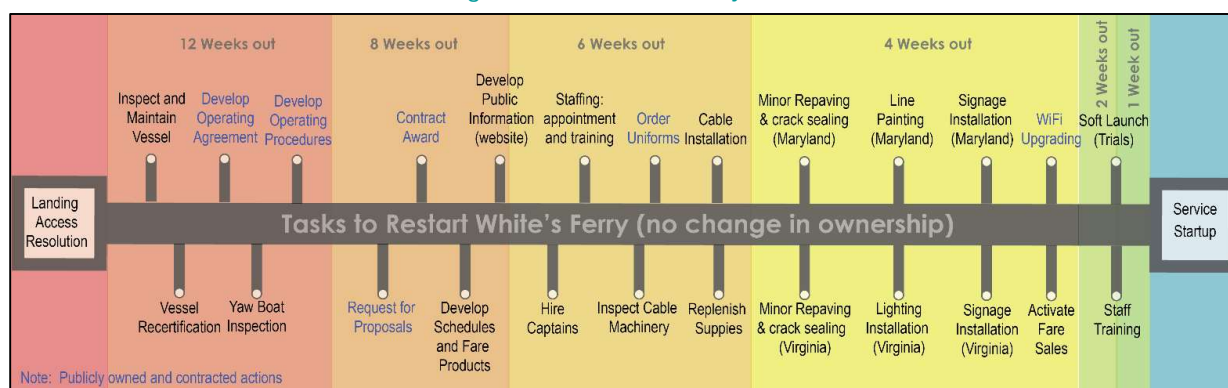 12 Weeks out
8 Weeks out
6 Weeks out
4 Weeks out
2 Weeks out
1 Week out
Inspect and
Maintain
Vessel
Develop
Operating
Agreement
Develop
Operating
Procedures
Contract
Award
Develop
Public
Information
(website)
Staffing:
appointment
and training
Order
Uniforms
Cable
Installation
Minor Repaving
& crack sealing
(Maryland)
Line
Painting
(Maryland)
Signage
Installation
(Maryland)
WiFi
Upgrading
Soft Launch
(Trials)
Landing
Access
Resolution
Tasks to Restart White's Ferry (no change in ownership)
Service
Startup
Vessel
Recertification
Yaw Boat
Inspection
Request for
Proposals
Develop
Schedules
and Fare
Products
Hire
Captains
Inspect Cable
Machinery
Replenish
Suppies
Minor Repaving
& crack sealing
(Virginia)
Lighting
Installation
(Virginia)
Signage
Installation
(Virginia)
Activate
Fare
Sales
Staff
Training
Note: Publicly owned and contracted actions